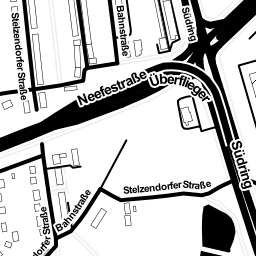 Stelzendorfer Straße
Bahnstraße
Südring
Neefestraße
Überflieger
Südring
Stelzendorfer Straße
Bahnstraße
dorfer Straße